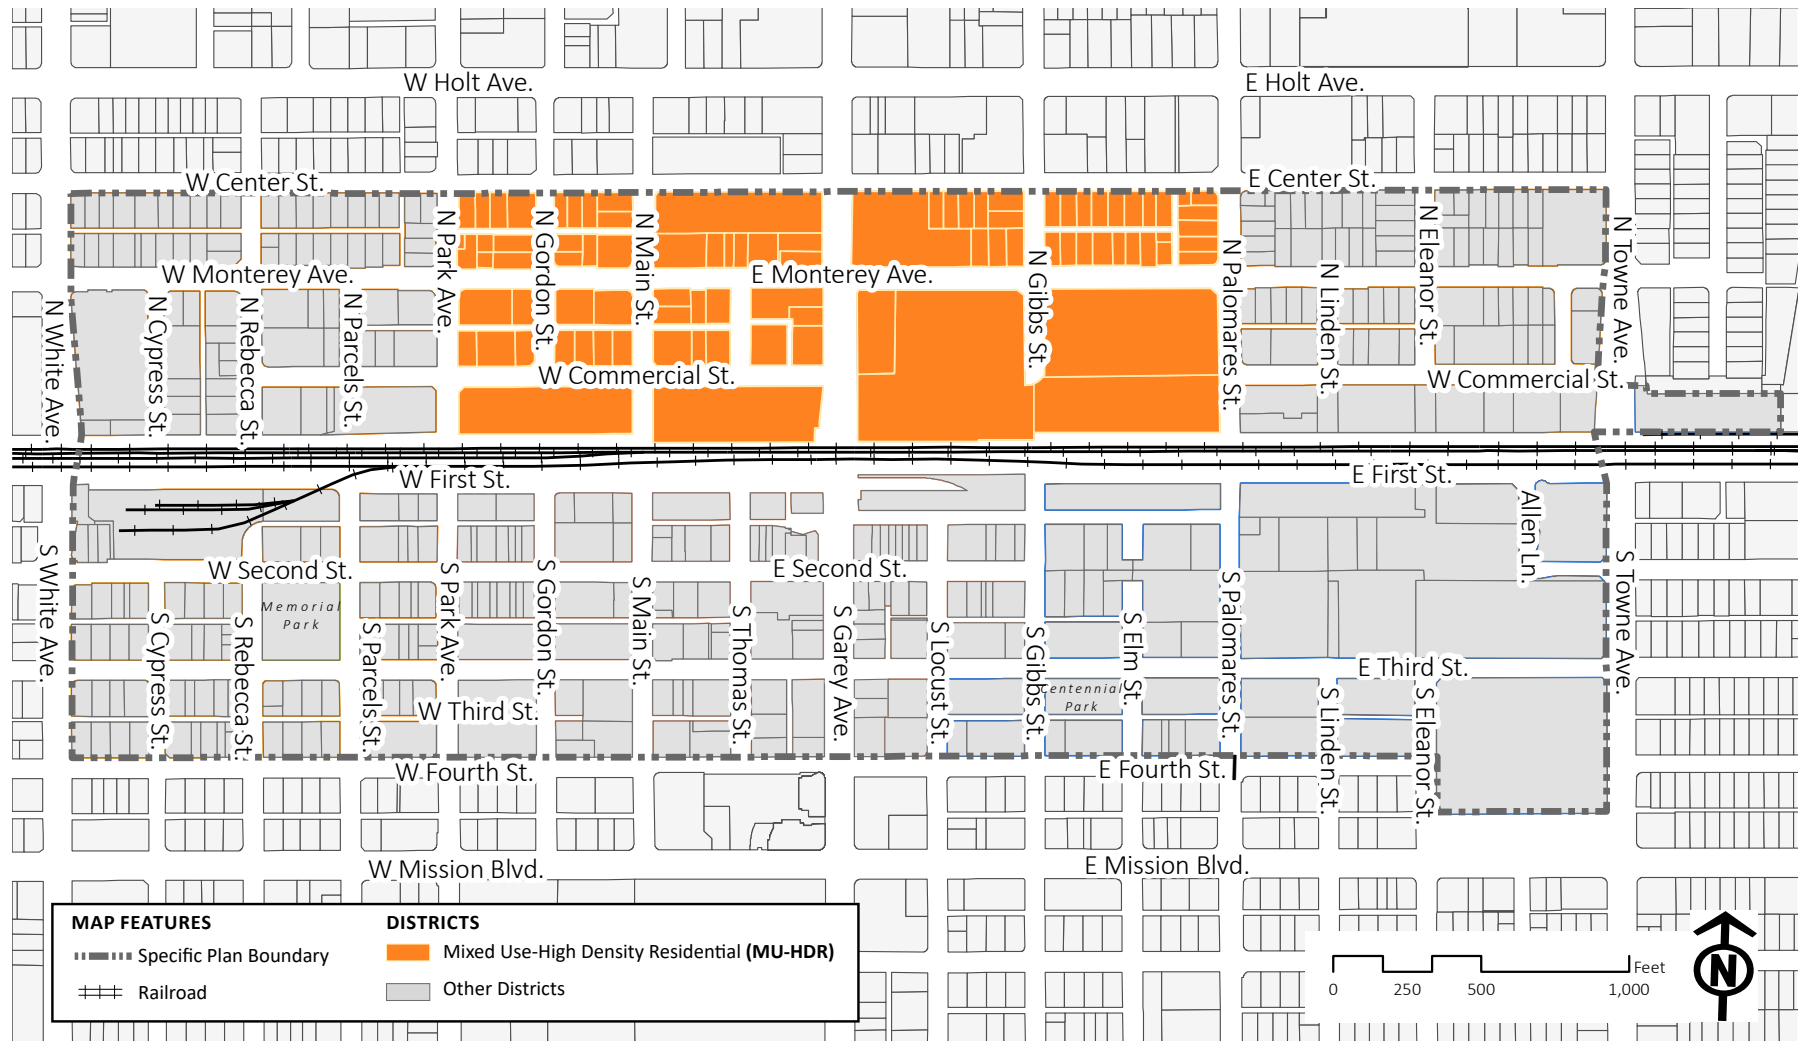 W Holt Ave.
E Holt Ave.
W Center St.
E Center St.
W Monterey Ave.
E Monterey Ave.
N White Ave.
N Cypress St.
N Rebecca St.
N Parcels St.
N Park Ave.
N Gordon St.
N Main St.
N Gibbs St.
N Palomares St.
N Linden St.
N Eleanor St.
N Towne Ave.
W Commercial St.
W Commercial St.
W First St.
E First St.
Allen Ln.
W Second St.
E Second St.
Memorial
Park
S White Ave.
S Cypress St.
S Rebecca St.
S Parcels St.
S Park Ave.
S Gordon St.
S Main St.
S Thomas St.
S Garey Ave.
S Locust St.
S Gibbs St.
S Elm St.
S Palomares St.
S Linden St.
S Eleanor St.
S Towne Ave.
E Third St.
Centennial
Park
W Third St.
W Fourth St.
E Fourth St.
W Mission Blvd.
E Mission Blvd.
MAP FEATURES
Specific Plan Boundary
Railroad
DISTRICTS
Mixed Use-High Density Residential (MU-HDR)
Other Districts
Feet
0 250 500 1,000
N